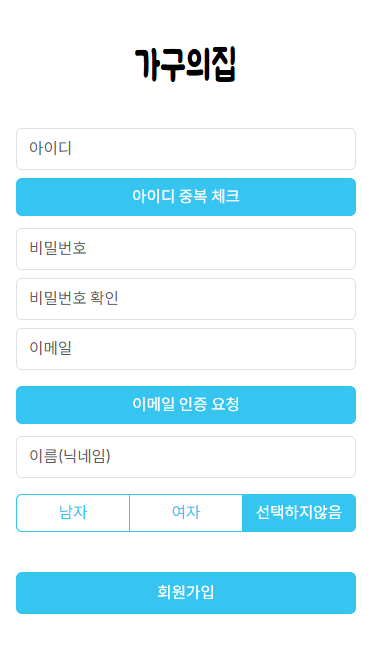 가구의집
아이디
아이디 중복 체크
비밀번호
비밀번호 확인
이메일
이메일 인증 요청
이름(닉네임)
남자 여자 선택하지않음
회원가입